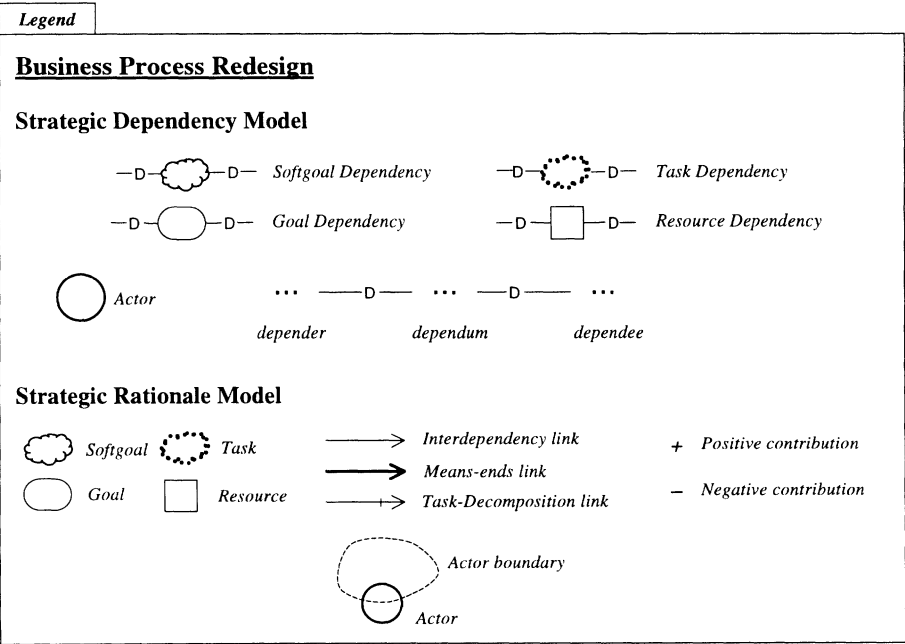 Legend
Business Process Redesign
Strategic Dependency Model
D D Softgoal Dependency D D Task Dependency
D D Goal Dependency D D Resource Dependency
Actor ... D ... D ...
depender dependum dependee
Strategic Rationale Model
Softgoal Task Interdependency link + Positive contribution
Means-ends link
Goal Resource Task-Decomposition link − Negative contribution
Actor boundary
Actor